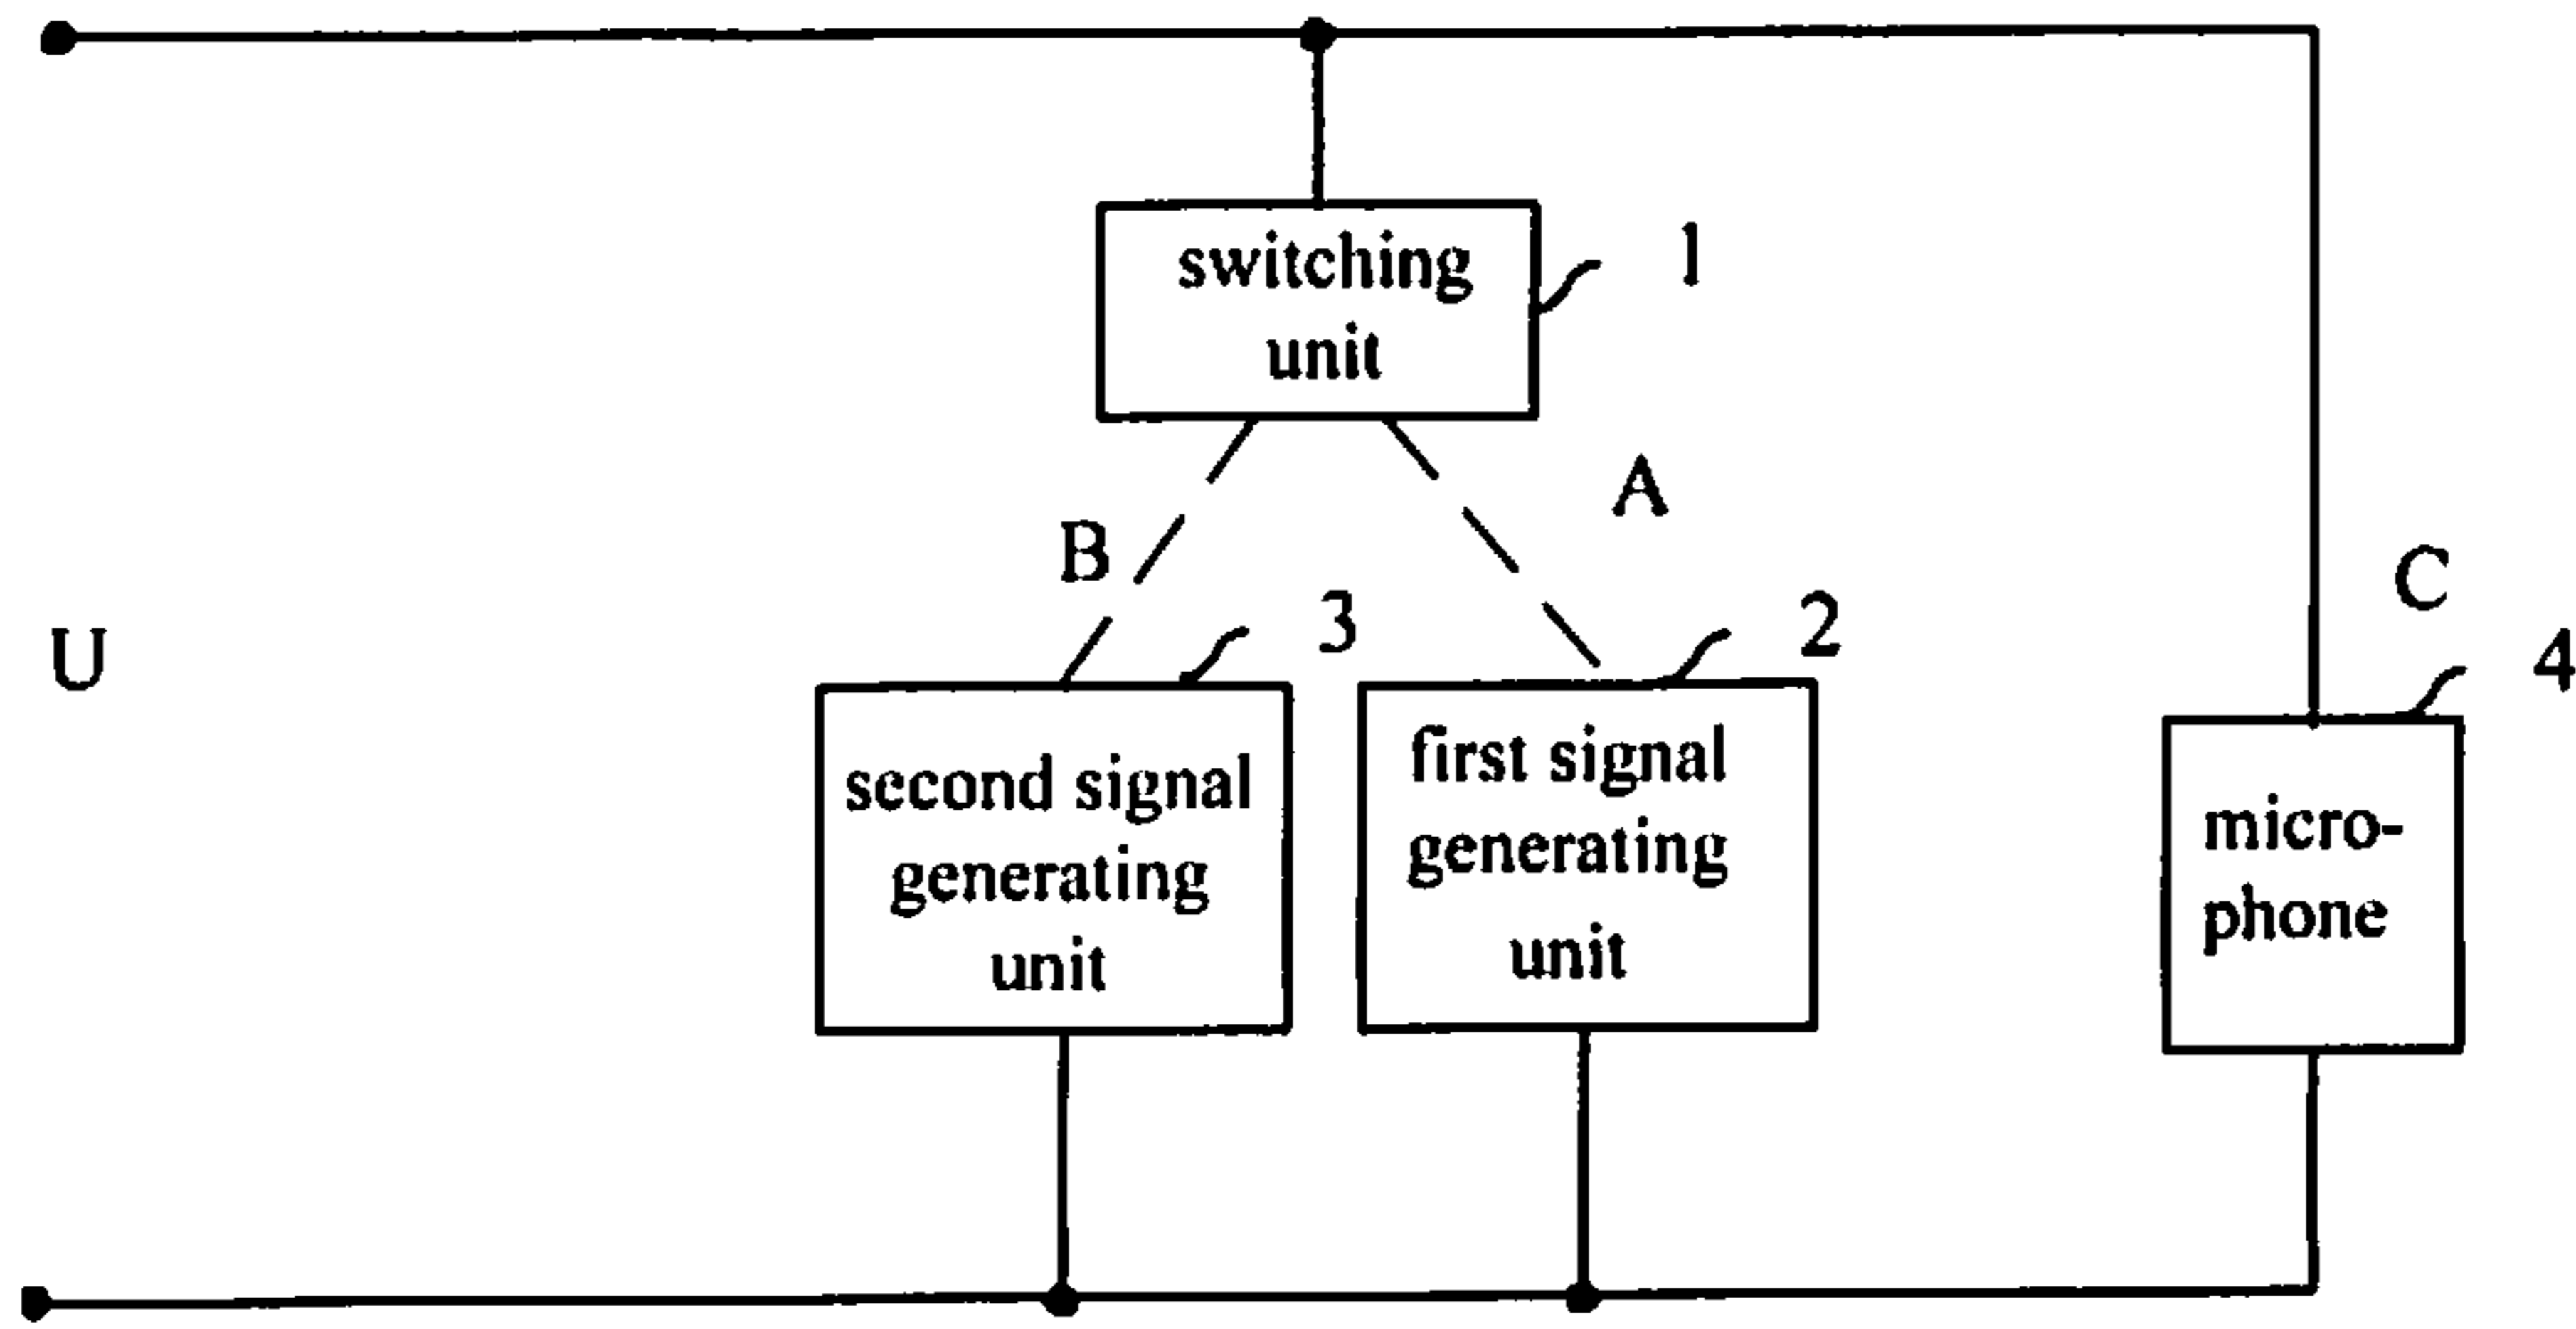 switching
unit
1
A
B
C
U
3
2
4
second signal
generating
unit
first signal
generating
unit
micro-
phone